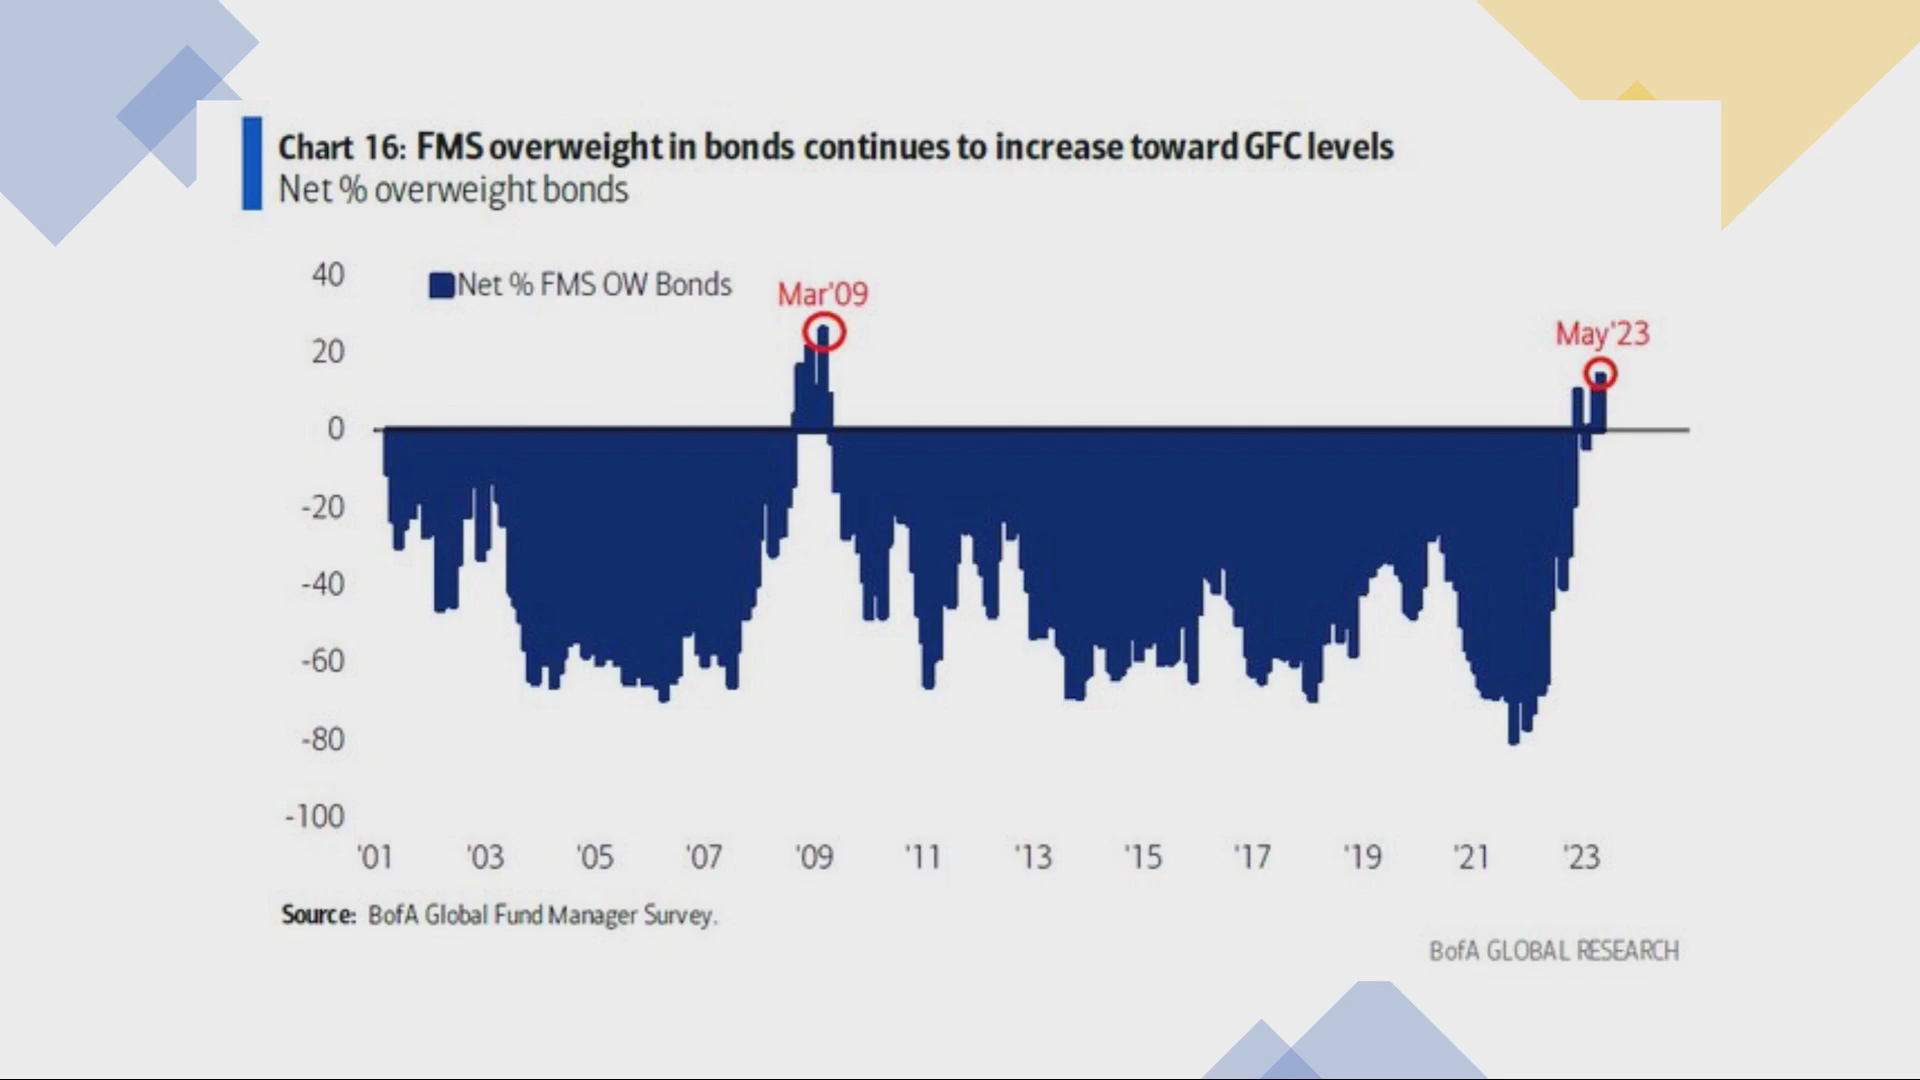 Chart 16: FMS overweight in bonds continues to increase toward GFC levels
Net % overweight bonds
40
Net % FMS OW Bonds
Mar'09
May'23
20
0
-20
-40
-60
-80
-100
'01 '03 '05 '07 '09 '11 '13 '15 '17 '19 '21 '23
Source: BofA Global Fund Manager Survey.
BofA GLOBAL RESEARCH